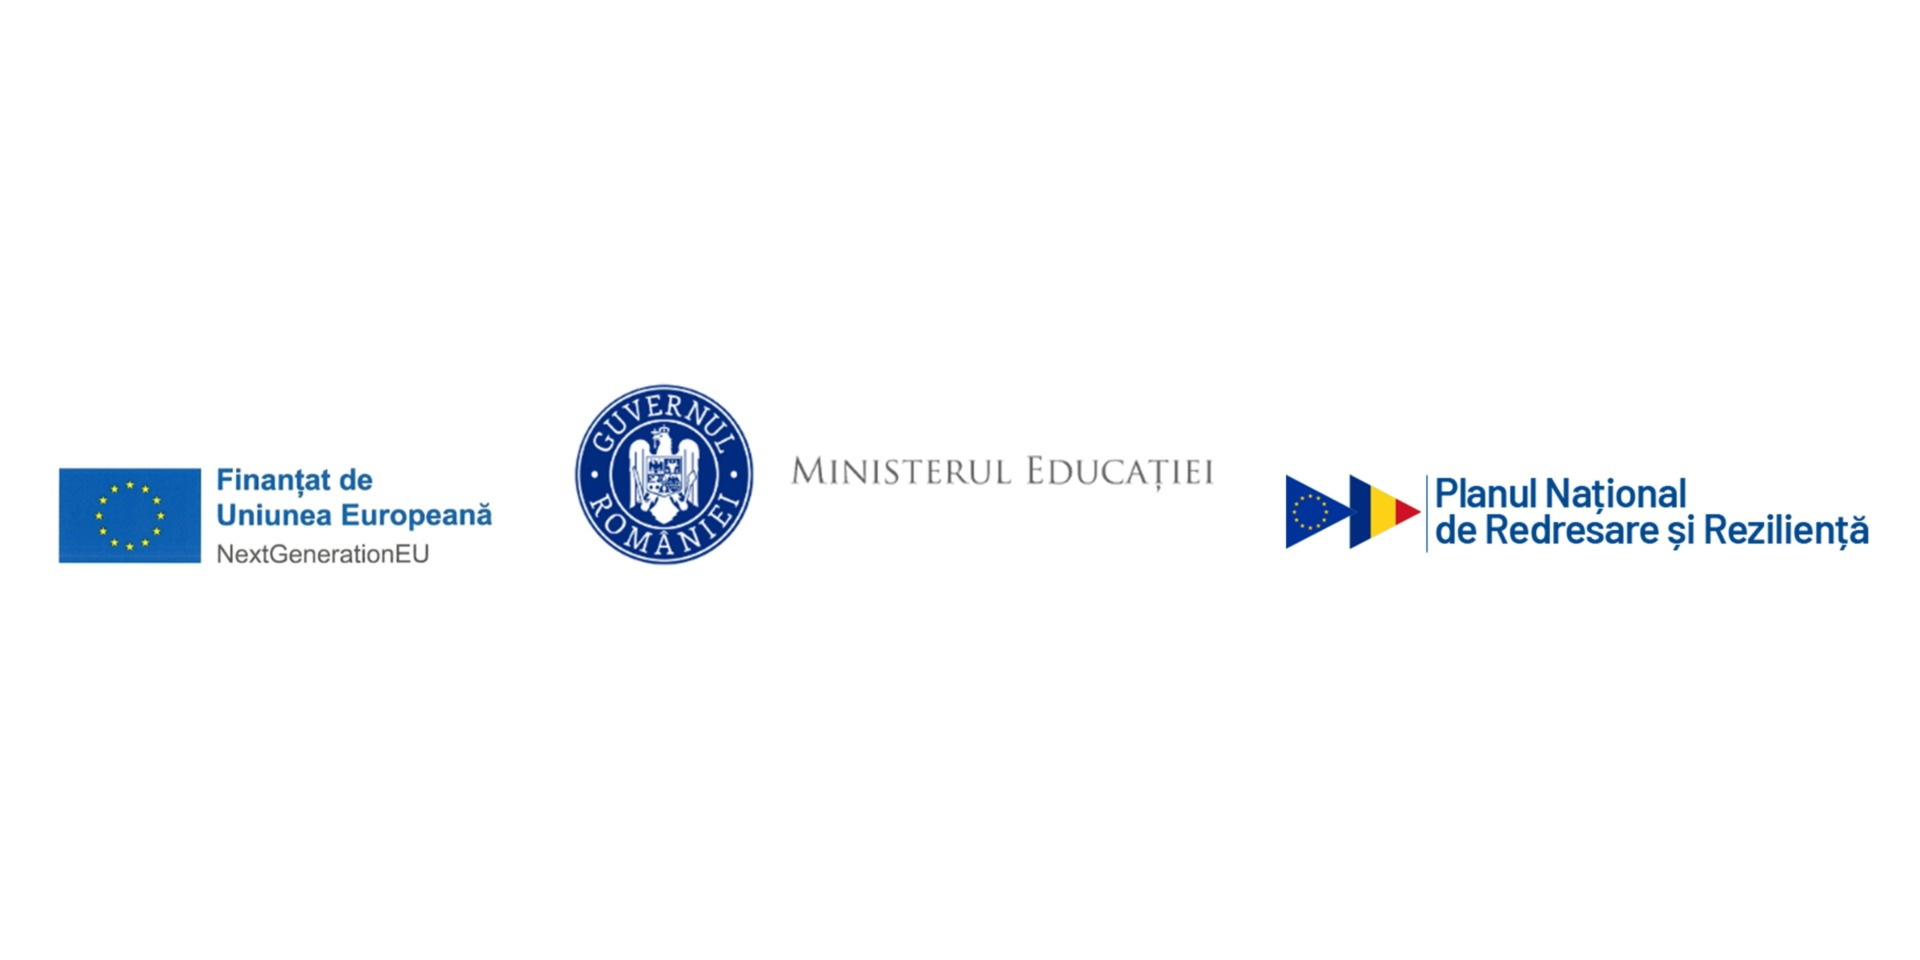 Finanțat de
Uniunea Europeană
NextGenerationEU
GUVERNUL
ROMÂNIEI
MINISTERUL EDUCAȚIEI
Planul Național
de Redresare și Reziliență